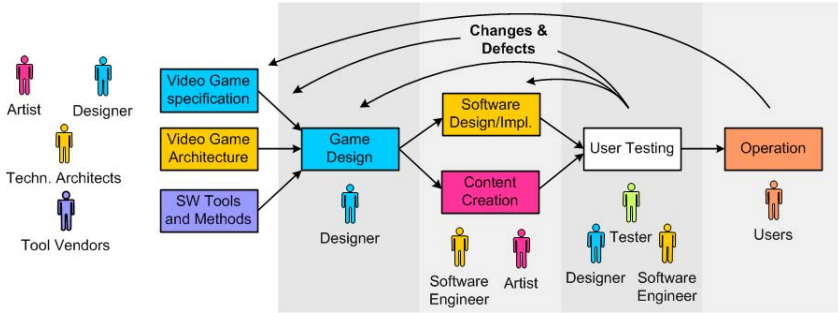 Changes &
Defects
Artist
Designer
Techn. Architects
Tool Vendors
Video Game
specification
Video Game
Architecture
SW Tools
and Methods
Game
Design
Designer
Software
Design/Impl.
Content
Creation
Software
Engineer
Artist
User Testing
Tester
Designer
Software
Engineer
Operation
Users